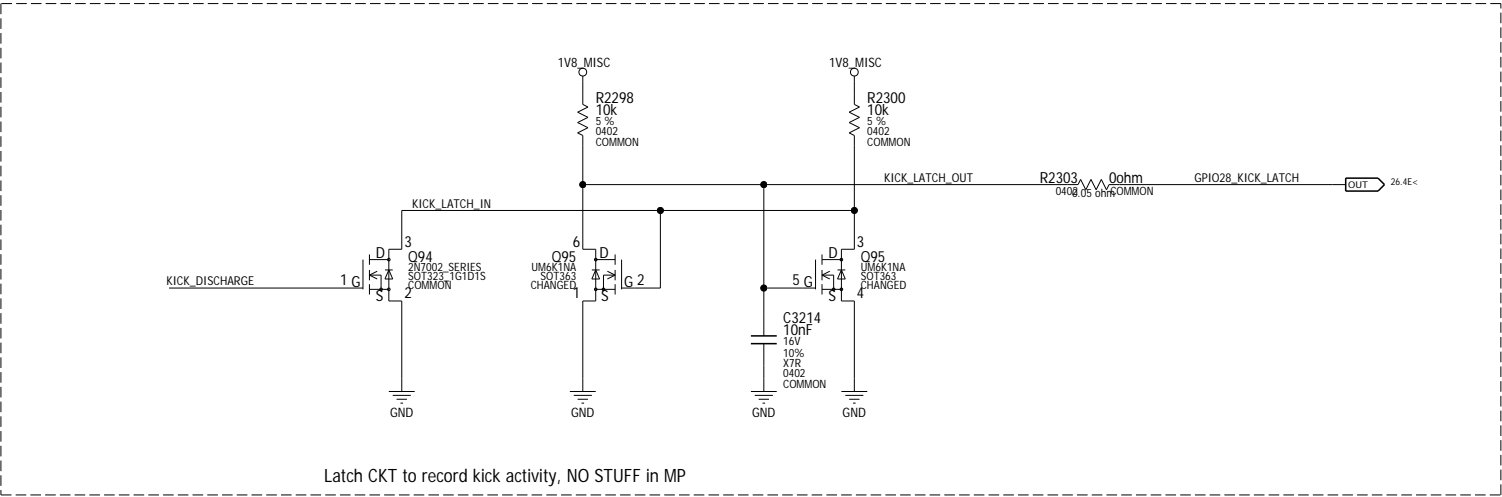 1V8_MISC
1V8_MISC
R2298
10k
5 %
0402
COMMON
R2300
10k
5 %
0402
COMMON
KICK_LATCH_OUT
R2303
0ohm
0402
0.05 ohm
COMMON
GPIO28_KICK_LATCH
OUT
26.4E<
KICK_LATCH_IN
KICK_DISCHARGE
1 G
D
S
3
Q94
2N7002_SERIES
SOT323_1G1D1S
COMMON
2
GND
6
Q95
UM6K1NA
SOT363
CHANGED
1
D
S
G 2
GND
5 G
D
S
3
Q95
UM6K1NA
SOT363
CHANGED
4
C3214
10nF
16V
10%
X7R
0402
COMMON
GND
GND
Latch CKT to record kick activity, NO STUFF in MP